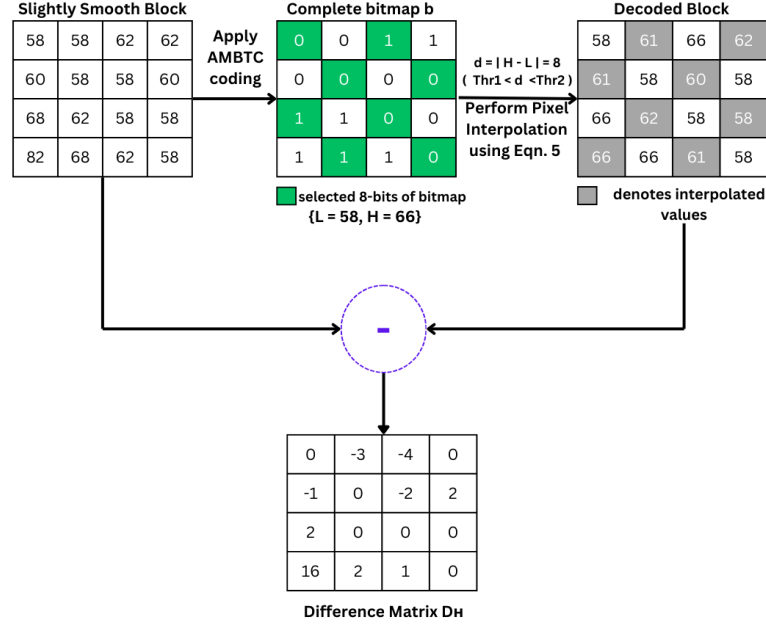 Slightly Smooth Block
Complete bitmap b
Decoded Block
58 58 62 62
60 58 58 60
68 62 58 58
82 68 62 58
Apply
AMBTC
coding
0 0 1 1
0 0 0 0
1 1 0 0
1 1 1 0
d = | H - L | = 8
( Thr1 < d <Thr2 )
Perform Pixel
Interpolation
using Eqn. 5
58 61 66 62
61 58 60 58
66 62 58 58
66 66 61 58
selected 8-bits of bitmap
{L = 58, H = 66}
denotes interpolated
values
-
0 -3 -4 0
-1 0 -2 2
2 0 0 0
16 2 1 0
Difference Matrix DH